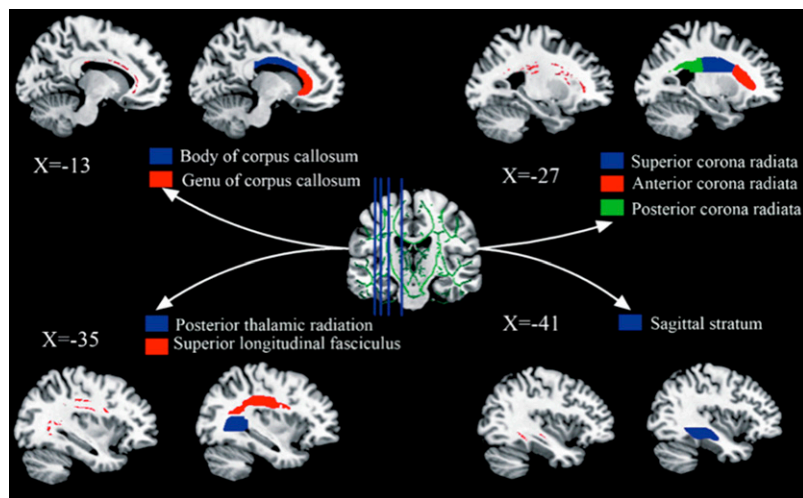 X=-13
Body of corpus callosum
Genu of corpus callosum
X=-27
Superior corona radiata
Anterior corona radiata
Posterior corona radiata
X=-35
Posterior thalamic radiation
Superior longitudinal fasciculus
X=-41
Sagittal stratum